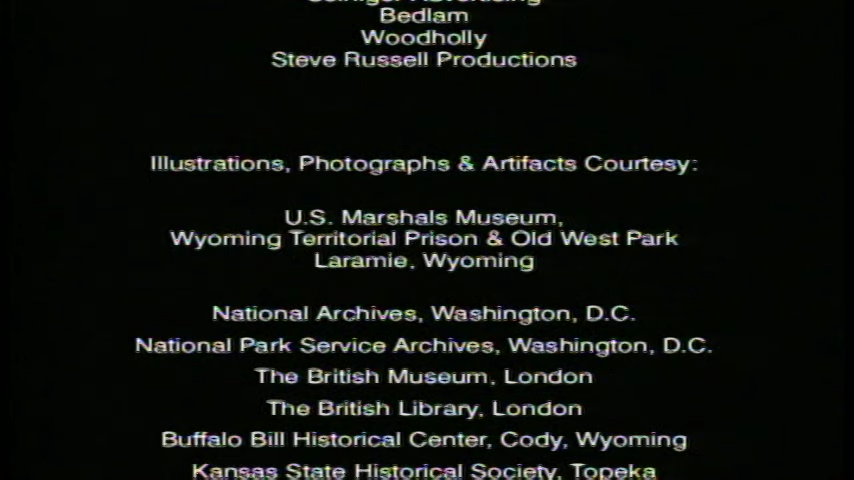 Bedlam
Woodholly
Steve Russell Productions
Illustrations, Photographs & Artifacts Courtesy:
U.S. Marshals Museum,
Wyoming Territorial Prison & Old West Park
Laramie, Wyoming
National Archives, Washington, D.C.
National Park Service Archives, Washington, D.C.
The British Museum, London
The British Library, London
Buffalo Bill Historical Center, Cody, Wyoming
Kansas State Historical Society, Topeka